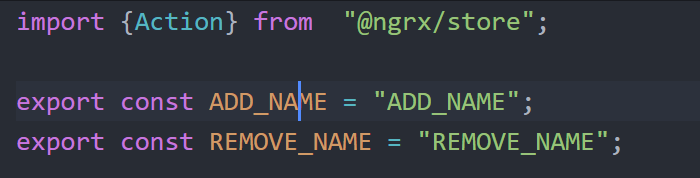 import {Action} from  "@ngrx/store";
export const ADD_NAME = "ADD_NAME";
export const REMOVE_NAME = "REMOVE_NAME";